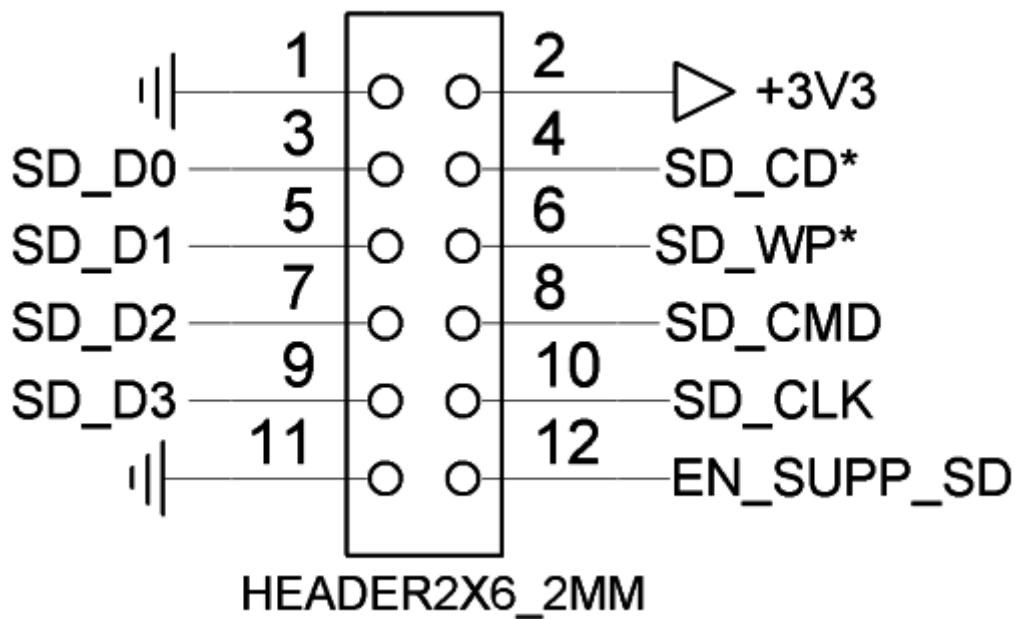 1 2 +3V3
SD_D0 3 4 SD_CD*
SD_D1 5 6 SD_WP*
SD_D2 7 8 SD_CMD
SD_D3 9 10 SD_CLK
11 12 EN_SUPP_SD
HEADER2X6_2MM